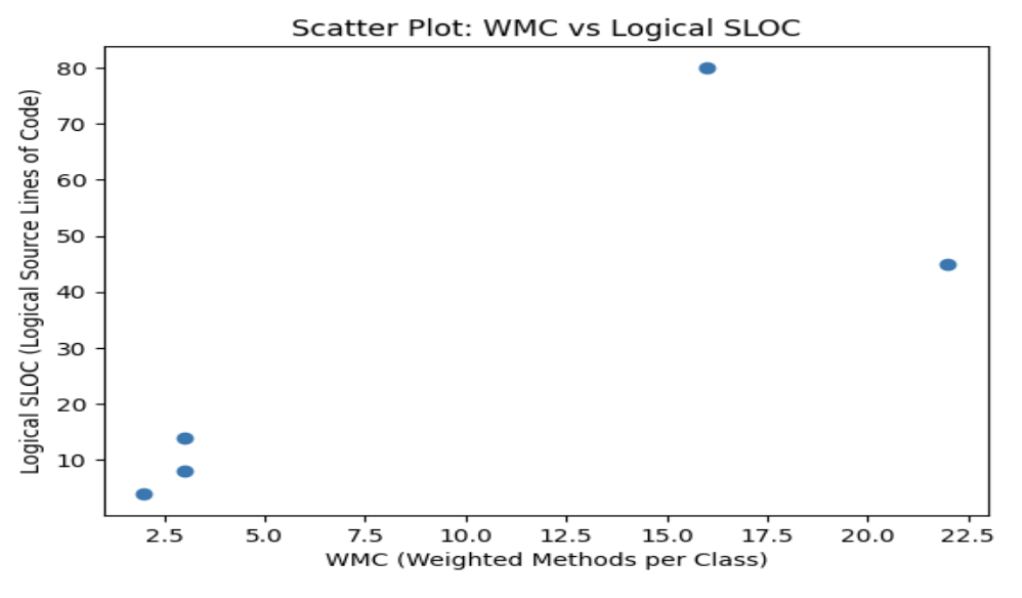 Scatter Plot: WMC vs Logical SLOC
Logical SLOC (Logical Source Lines of Code)
80
70
60
50
40
30
20
10
2.5 5.0 7.5 10.0 12.5 15.0 17.5 20.0 22.5
WMC (Weighted Methods per Class)